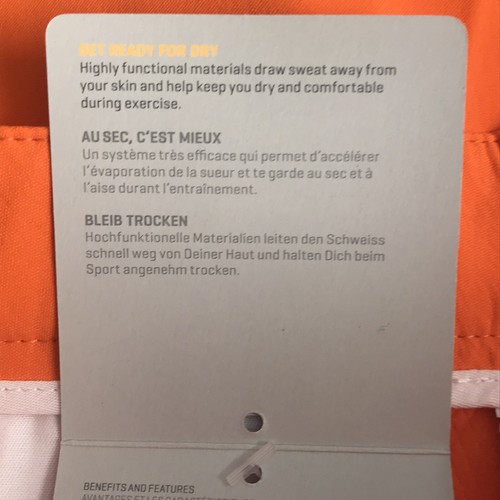 GET READY FOR DRY
Highly functional materials draw sweat away from
your skin and help keep you dry and comfortable
during exercise.
AU SEC, C'EST MIEUX
Un système très efficace qui permet d'accélérer
l'évaporation de la sueur et te garde au sec et à
l'aise durant l'entraînement.
BLEIB TROCKEN
Hochfunktionelle Materialien leiten den Schweiss
schnell weg von Deiner Haut und halten Dich beim
Sport angenehm trocken.
BENEFITS AND FEATURES
AVANTAGES ET LES